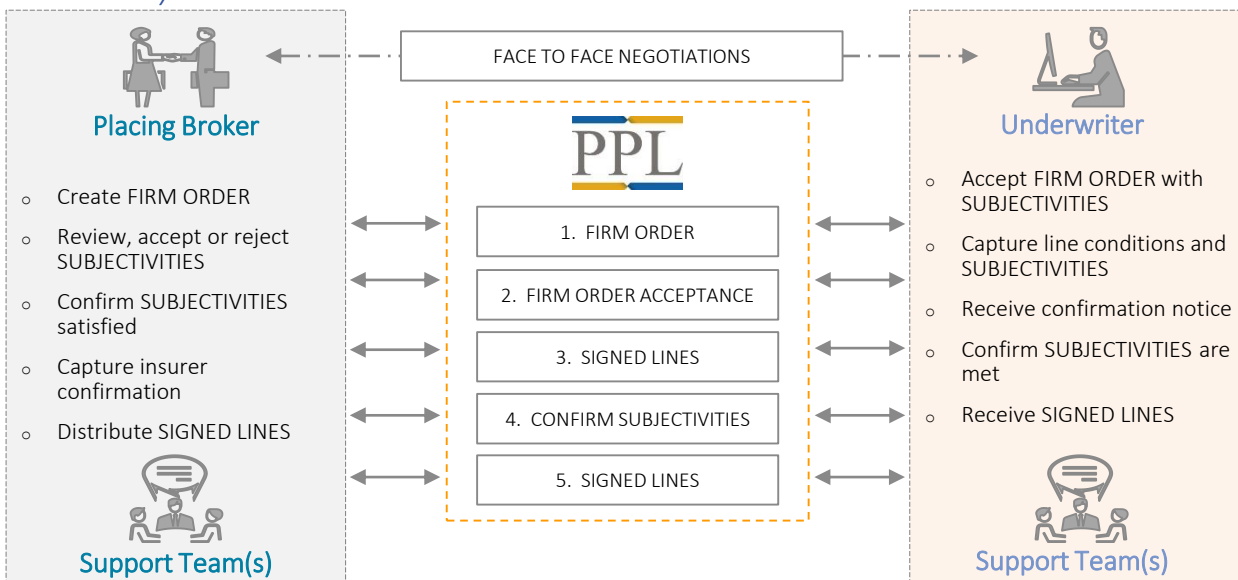 FACE TO FACE NEGOTIATIONS
Placing Broker
○ Create FIRM ORDER
○ Review, accept or reject
SUBJECTIVITIES
○ Confirm SUBJECTIVITIES
satisfied
○ Capture insurer
confirmation
○ Distribute SIGNED LINES
Support Team(s)
PPL
1. FIRM ORDER
2. FIRM ORDER ACCEPTANCE
3. SIGNED LINES
4. CONFIRM SUBJECTIVITIES
5. SIGNED LINES
Underwriter
○ Accept FIRM ORDER with
SUBJECTIVITIES
○ Capture line conditions and
SUBJECTIVITIES
○ Receive confirmation notice
○ Confirm SUBJECTIVITIES are
met
○ Receive SIGNED LINES
Support Team(s)